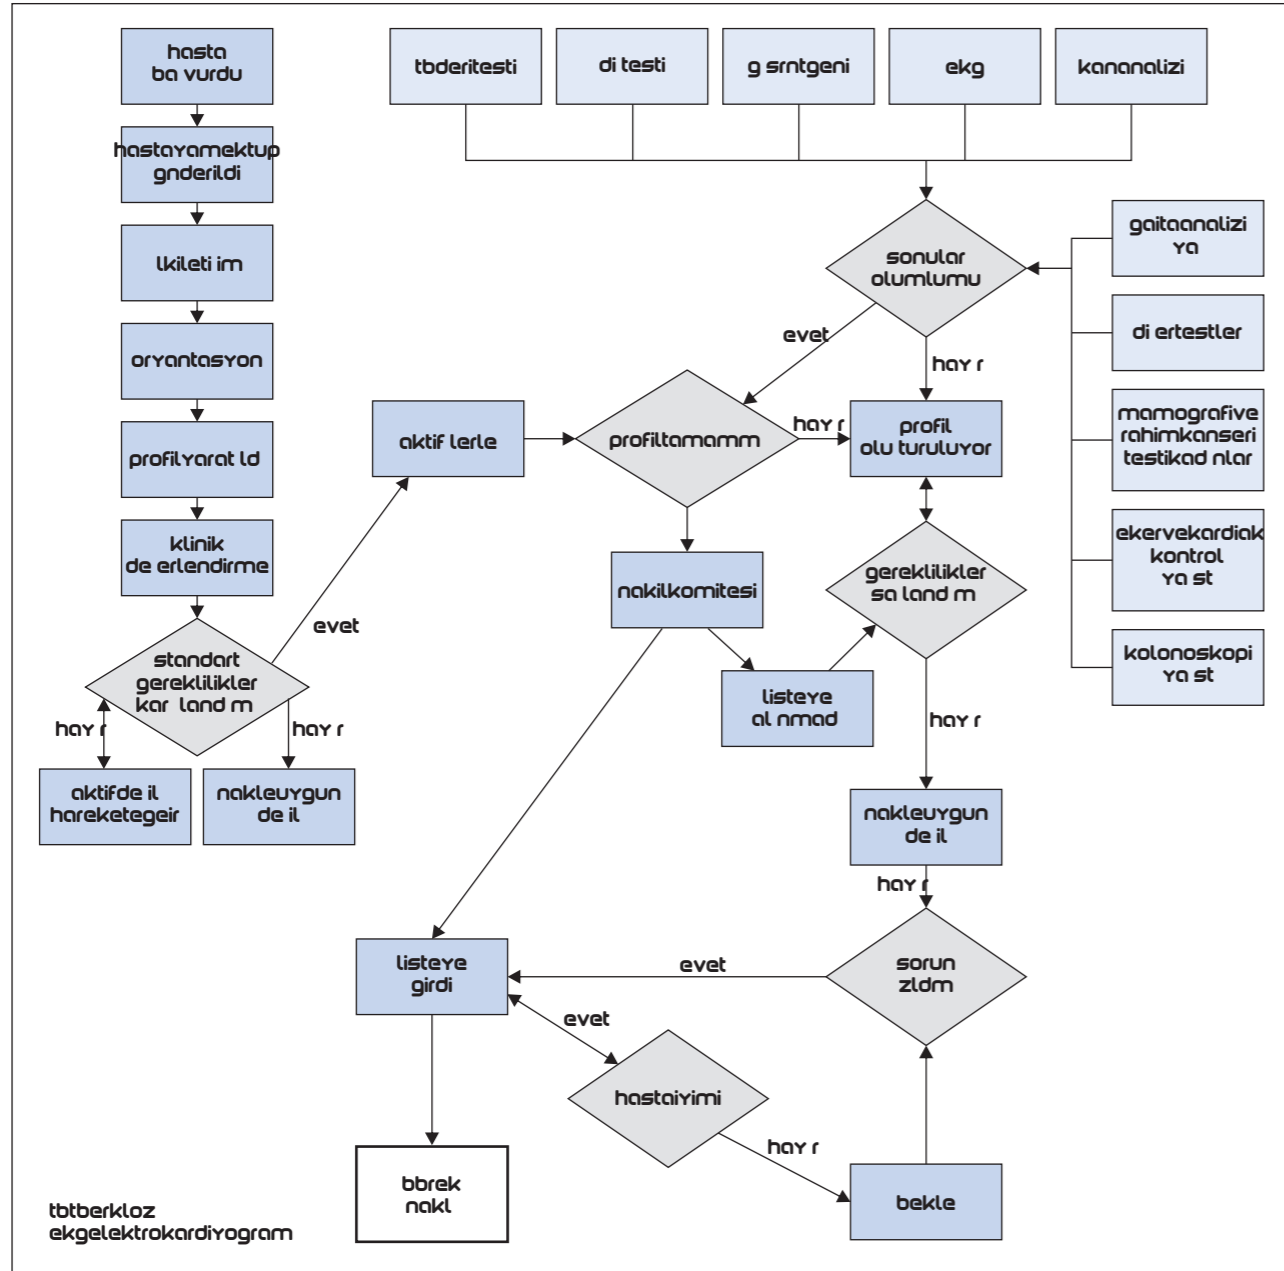 hasta
ba vurdu
hastayamektup
gnderildi
lkileti im
oryantasyon
profilyarat ld
klinik
de erlendirme
standart
gereklilikler
kar land m
evet
hay r
hay r
aktifde il
hareketegeir
nakleuygun
de il
tbderitesti
di testi
g srntgeni
ekg
kananalizi
sonular
olumlumu
evet
hay r
gaitaanalizi
ya
di ertestler
mamografive
rahimkanseri
testikad nlar
ekervekardiak
kontrol
ya st
kolonoskopi
ya st
aktif lerle
profiltamamm
hay r
profil
olu turuluyor
nakilkomitesi
gereklilikler
sa land m
listeye
al nmad
hay r
nakleuygun
de il
hay r
listeye
girdi
evet
sorun
zldm
evet
hastaiyimi
hay r
bekle
bbrek
nakl
tbtberkloz
ekgelektrokardiyogram